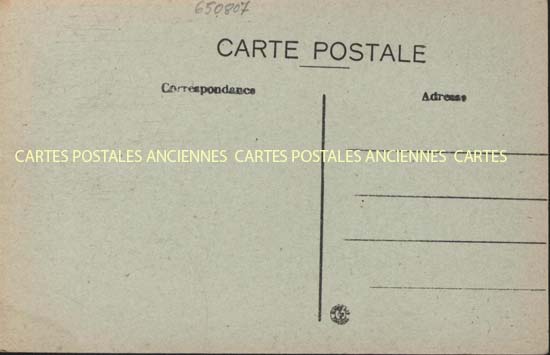 650807
CARTE POSTALE
Correspondance
Adresse
CARTES POSTALES ANCIENNES CARTES POSTALES ANCIENNES CARTES